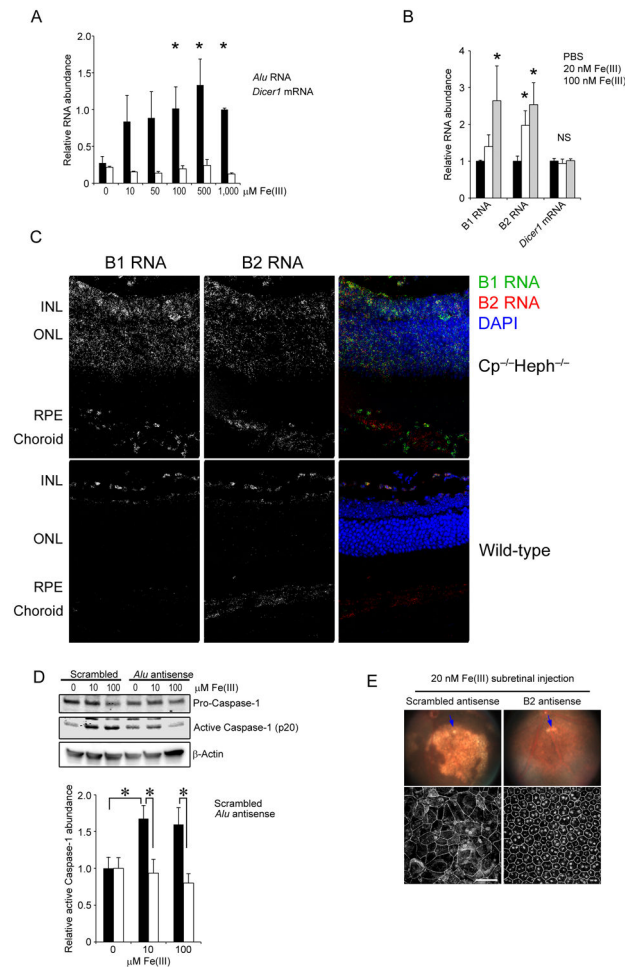 A
Relative RNA abundance
2.0
1.5
1.0
0.5
0
* * *
Alu RNA
Dicer1 mRNA
0 10 50 100 500 1,000 μM Fe(III)
B
Relative RNA abundance
4
3
2
1
0
* * *
NS
PBS
20 nM Fe(III)
100 nM Fe(III)
B1 RNA
B2 RNA
Dicer1 mRNA
C
B1 RNA B2 RNA
INL
ONL
RPE
Choroid
B1 RNA
B2 RNA
DAPI
Cp⁻/⁻Heph⁻/⁻
INL
ONL
RPE
Choroid
Wild-type
D
Scrambled Alu antisense
0 10 100 0 10 100 μM Fe(III)
Pro-Caspase-1
Active Caspase-1 (p20)
β-Actin
Relative active Caspase-1 abundance
2.0
1.5
1.0
0.5
0
* * *
Scrambled
Alu antisense
0 10 100
μM Fe(III)
E
20 nM Fe(III) subretinal injection
Scrambled antisense B2 antisense